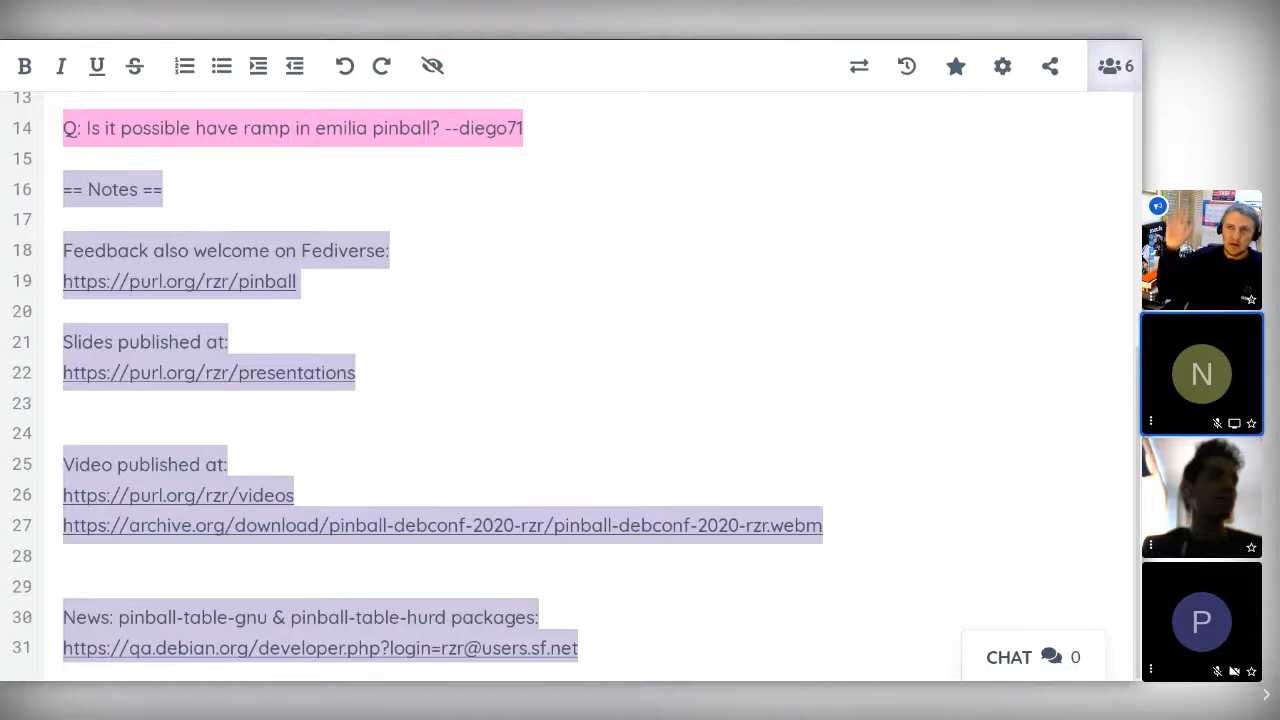 6
13
14 Q: Is it possible have ramp in emilia pinball? --diego71
15
16 == Notes ==
17
18 Feedback also welcome on Fediverse:
19 https://purl.org/rzr/pinball
20
21 Slides published at:
22 https://purl.org/rzr/presentations
23
24
25 Video published at:
26 https://purl.org/rzr/videos
27 https://archive.org/download/pinball-debconf-2020-rzr/pinball-debconf-2020-rzr.webm
28
29
30 News: pinball-table-gnu & pinball-table-hurd packages:
31 https://qa.debian.org/developer.php?login=rzr@users.sf.net
CHAT 0
N
P